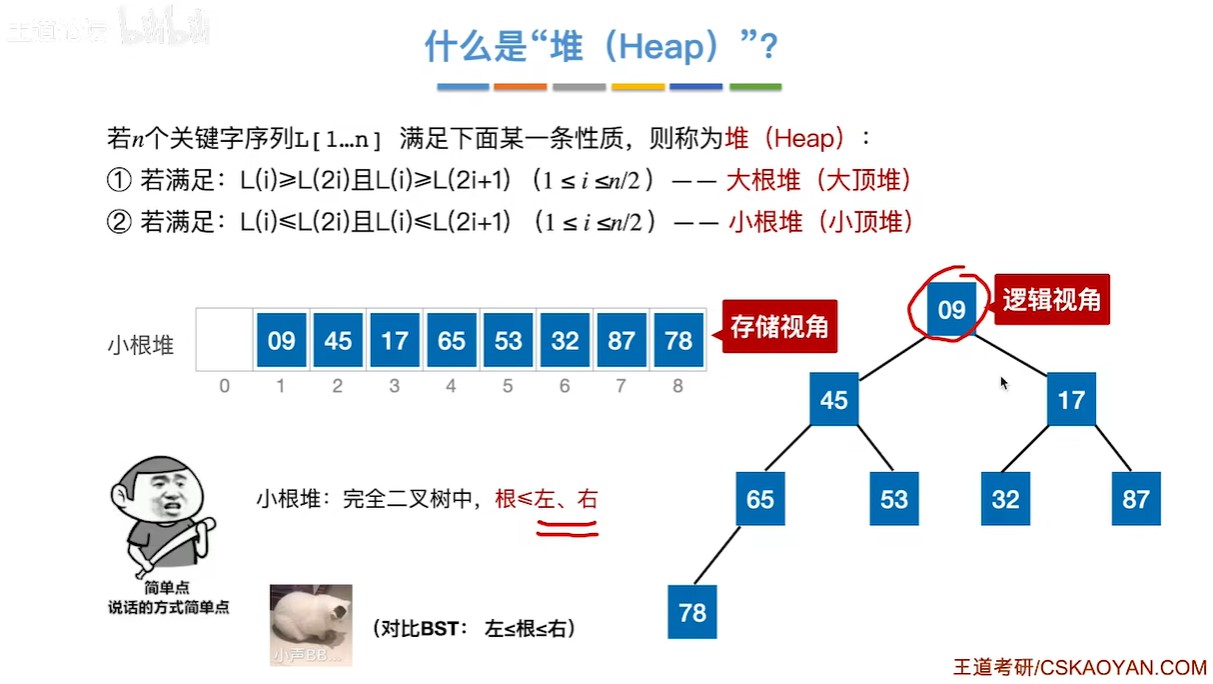 王道论坛 bilibili
什么是“堆（Heap）”？
若n个关键字序列L[1…n] 满足下面某一条性质，则称为堆（Heap）：
① 若满足：L(i)≥L(2i)且L(i)≥L(2i+1) （1 ≤ i ≤n/2 ） —— 大根堆（大顶堆）
② 若满足：L(i)≤L(2i)且L(i)≤L(2i+1) （1 ≤ i ≤n/2 ） —— 小根堆（小顶堆）
小根堆
09 45 17 65 53 32 87 78
0 1 2 3 4 5 6 7 8
存储视角
逻辑视角
09
45 17
65 53 32 87
78
小根堆：完全二叉树中，根≤左、右
简单点
说话的方式简单点
小声BB...
（对比BST： 左≤根≤右）
王道考研/CSKAOYAN.COM